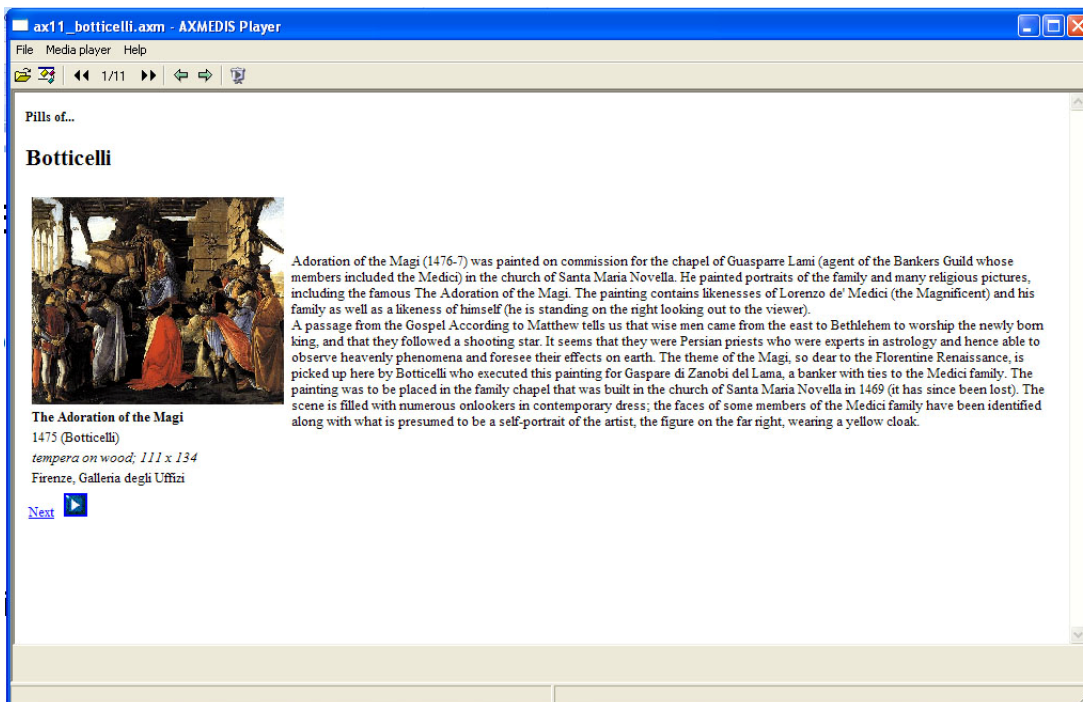 ax11_botticelli.axm - AXMEDIS Player
File Media player Help
1/11
Pills of...
Botticelli
Adoration of the Magi (1476-7) was painted on commission for the chapel of Guasparre Lami (agent of the Bankers Guild whose
members included the Medici) in the church of Santa Maria Novella. He painted portraits of the family and many religious pictures,
including the famous The Adoration of the Magi. The painting contains likenesses of Lorenzo de' Medici (the Magnificent) and his
family as well as a likeness of himself (he is standing on the right looking out to the viewer).
A passage from the Gospel According to Matthew tells us that wise men came from the east to Bethlehem to worship the newly born
king, and that they followed a shooting star. It seems that they were Persian priests who were experts in astrology and hence able to
observe heavenly phenomena and foresee their effects on earth. The theme of the Magi, so dear to the Florentine Renaissance, is
picked up here by Botticelli who executed this painting for Gaspare di Zanobi del Lama, a banker with ties to the Medici family. The
painting was to be placed in the family chapel that was built in the church of Santa Maria Novella in 1469 (it has since been lost). The
scene is filled with numerous onlookers in contemporary dress; the faces of some members of the Medici family have been identified
along with what is presumed to be a self-portrait of the artist, the figure on the far right, wearing a yellow cloak.
The Adoration of the Magi
1475 (Botticelli)
tempera on wood; 111 x 134
Firenze, Galleria degli Uffizi
Next